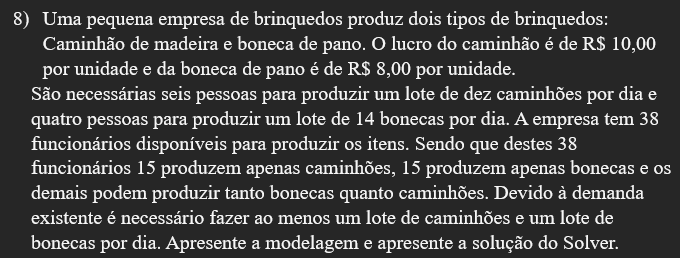 8) Uma pequena empresa de brinquedos produz dois tipos de brinquedos:
Caminhão de madeira e boneca de pano. O lucro do caminhão é de R$ 10,00
por unidade e da boneca de pano é de R$ 8,00 por unidade.
São necessárias seis pessoas para produzir um lote de dez caminhões por dia e
quatro pessoas para produzir um lote de 14 bonecas por dia. A empresa tem 38
funcionários disponíveis para produzir os itens. Sendo que destes 38
funcionários 15 produzem apenas caminhões, 15 produzem apenas bonecas e os
demais podem produzir tanto bonecas quanto caminhões. Devido à demanda
existente é necessário fazer ao menos um lote de caminhões e um lote de
bonecas por dia. Apresente a modelagem e apresente a solução do Solver.